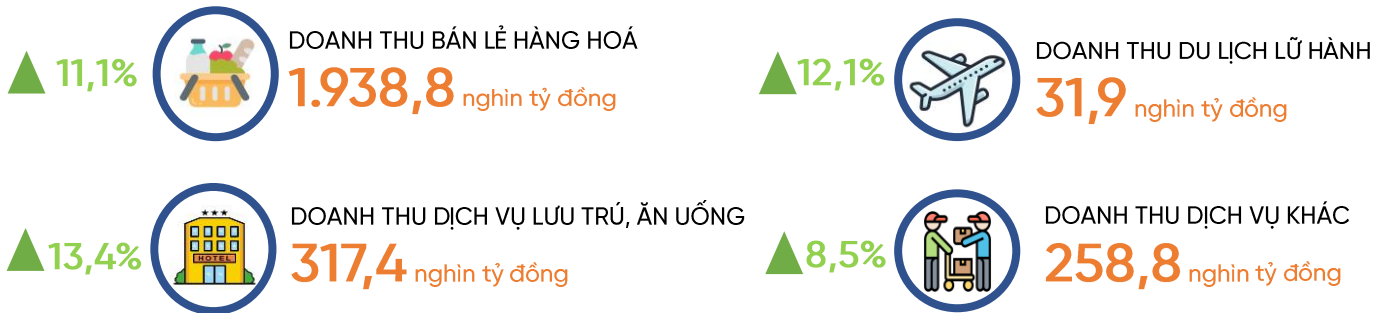 11,1%
DOANH THU BÁN LẺ HÀNG HOÁ
1.938,8 nghìn tỷ đồng
12,1%
DOANH THU DU LỊCH LỮ HÀNH
31,9 nghìn tỷ đồng
13,4%
HOTEL
DOANH THU DỊCH VỤ LƯU TRÚ, ĂN UỐNG
317,4 nghìn tỷ đồng
8,5%
DOANH THU DỊCH VỤ KHÁC
258,8 nghìn tỷ đồng